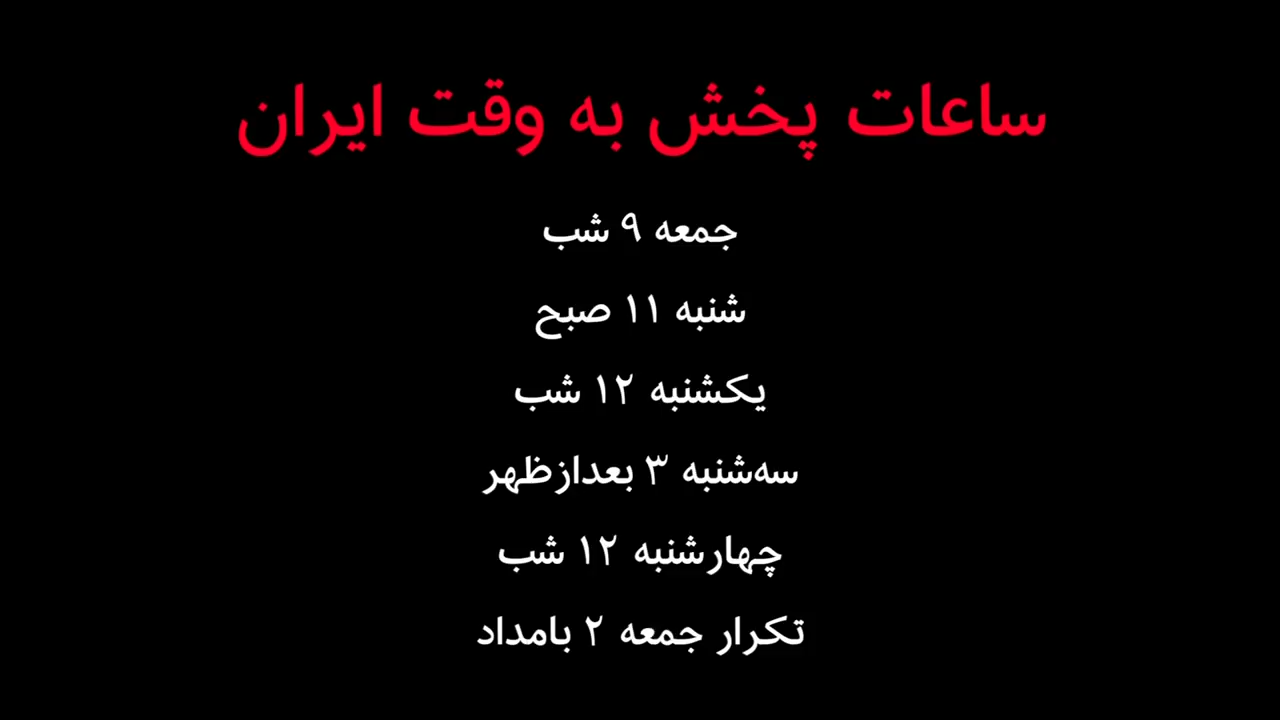 ساعات پخش به وقت ایران
جمعه ۹ شب
شنبه ۱۱ صبح
یکشنبه ۱۲ شب
سه‌شنبه ۳ بعدازظهر
چهارشنبه ۱۲ شب
تکرار جمعه ۲ بامداد